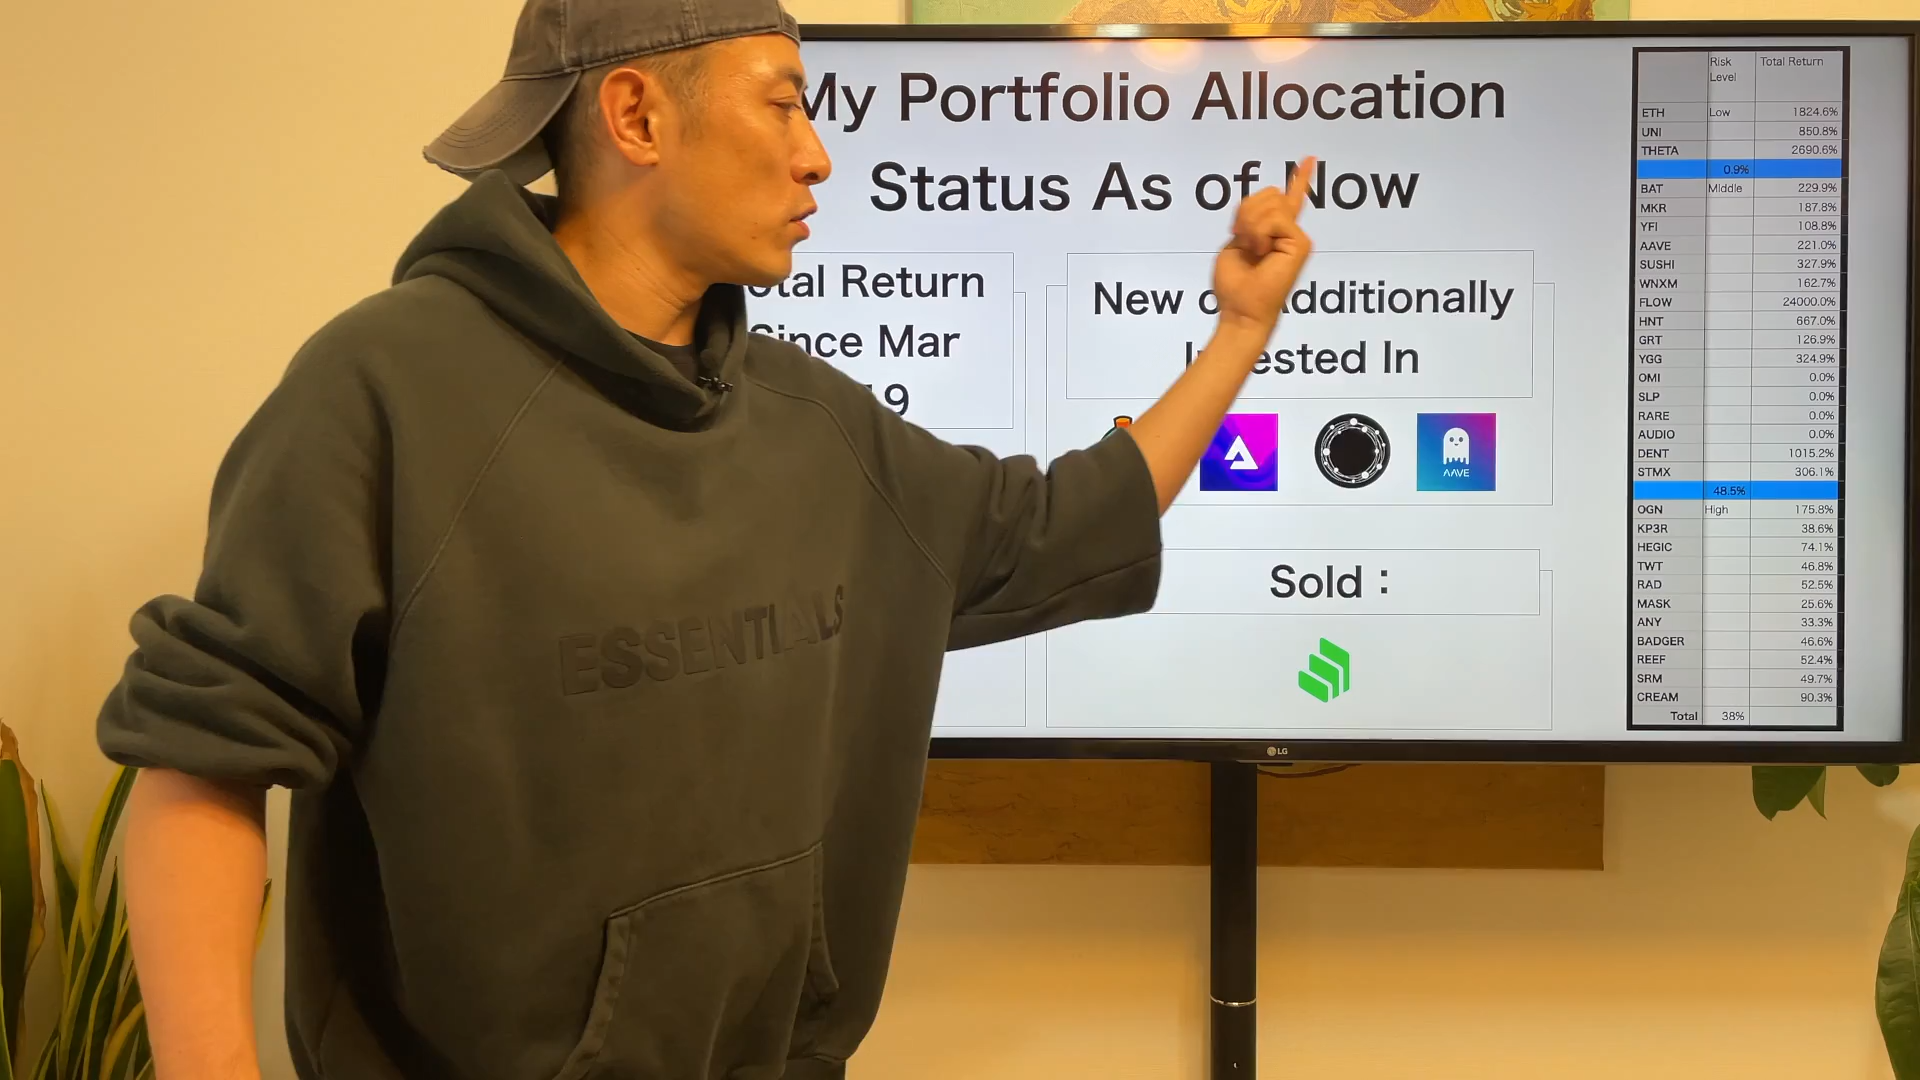 My Portfolio Allocation
Status As of Now
Total Return
Since Mar
9
New or Additionally
Invested In
AAVE
Sold :
ESSENTIALS
LG
Risk Level Total Return
ETH Low 1824.6%
UNI 850.8%
THETA 2690.6%
0.9%
BAT Middle 229.9%
MKR 187.8%
YFI 108.8%
AAVE 221.0%
SUSHI 327.9%
WNXM 162.7%
FLOW 24000.0%
HNT 667.0%
GRT 126.9%
YGG 324.9%
OMI 0.0%
SLP 0.0%
RARE 0.0%
AUDIO 0.0%
DENT 1015.2%
STMX 306.1%
48.5%
OGN High 175.8%
KP3R 38.6%
HEGIC 74.1%
TWT 46.8%
RAD 52.5%
MASK 25.6%
ANY 33.3%
BADGER 46.6%
REEF 52.4%
SRM 49.7%
CREAM 90.3%
Total 38%